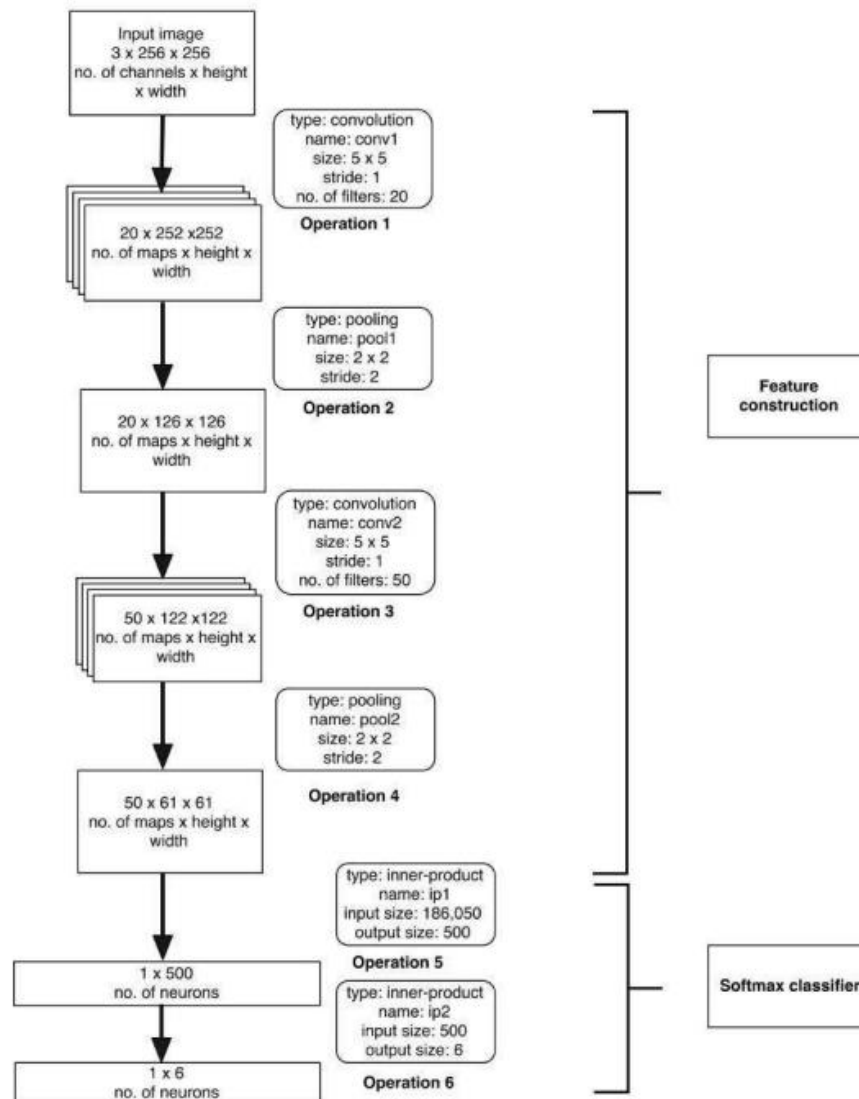 Input image
3 x 256 x 256
no. of channels x height
x width
type: convolution
name: conv1
size: 5 x 5
stride: 1
no. of filters: 20
Operation 1
20 x 252 x252
no. of maps x height x
width
type: pooling
name: pool1
size: 2 x 2
stride: 2
Operation 2
20 x 126 x 126
no. of maps x height x
width
type: convolution
name: conv2
size: 5 x 5
stride: 1
no. of filters: 50
Operation 3
50 x 122 x122
no. of maps x height x
width
type: pooling
name: pool2
size: 2 x 2
stride: 2
Operation 4
50 x 61 x 61
no. of maps x height x
width
type: inner-product
name: ip1
input size: 186,050
output size: 500
Operation 5
1 x 500
no. of neurons
type: inner-product
name: ip2
input size: 500
output size: 6
Operation 6
1 x 6
no. of neurons
Feature
construction
Softmax classifier